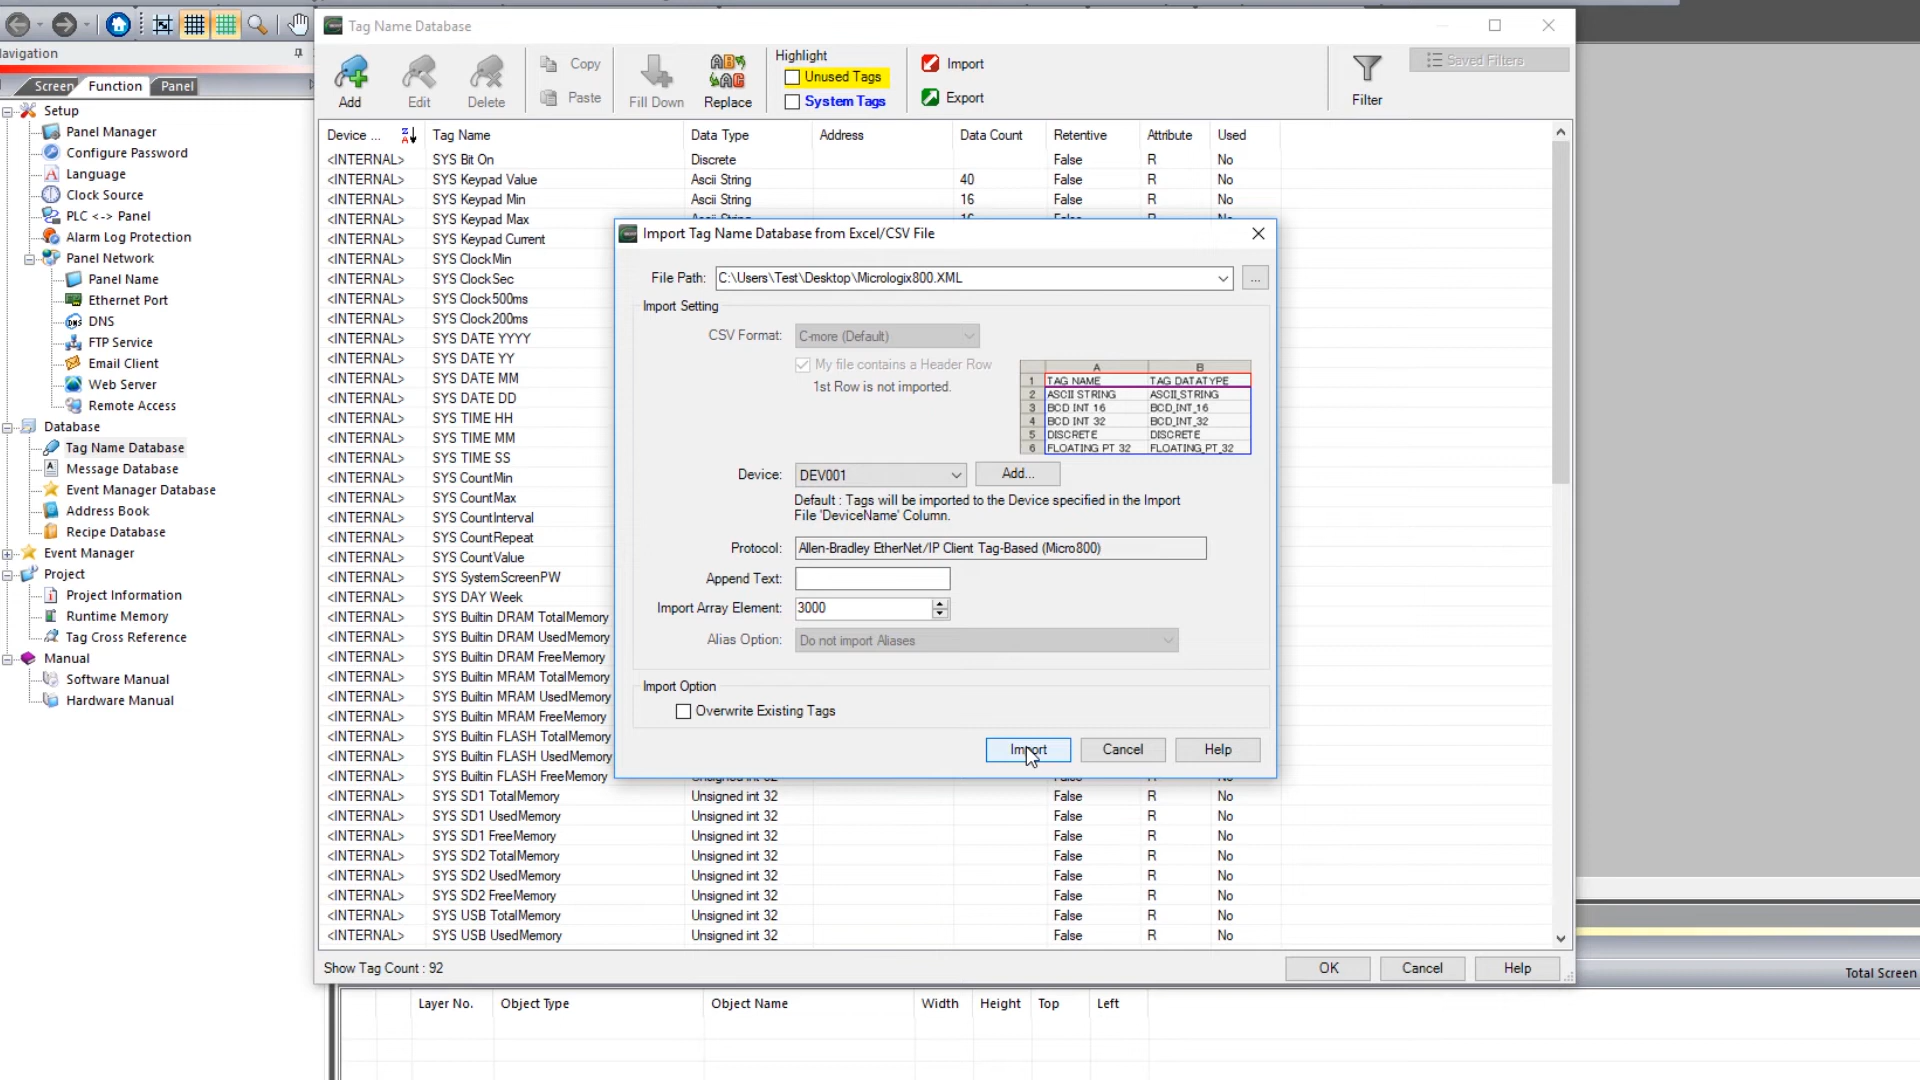 Tag Name Database
Navigation
Screen Function Panel
Setup
Panel Manager
Configure Password
Language
Clock Source
PLC <-> Panel
Alarm Log Protection
Panel Network
Panel Name
Ethernet Port
DNS
FTP Service
Email Client
Web Server
Remote Access
Database
Tag Name Database
Message Database
Event Manager Database
Address Book
Recipe Database
Event Manager
Project
Project Information
Runtime Memory
Tag Cross Reference
Manual
Software Manual
Hardware Manual
Add Edit Delete
Copy
Paste
Fill Down Replace
Highlight
Unused Tags
System Tags
Import
Export
Filter
Saved Filters
Device ... Tag Name Data Type Address Data Count Retentive Attribute Used
<INTERNAL> SYS Bit On Discrete False R No
<INTERNAL> SYS Keypad Value Ascii String 40 False R No
<INTERNAL> SYS Keypad Min Ascii String 16 False R No
<INTERNAL> SYS Keypad Max Ascii String 16 False R No
<INTERNAL> SYS Keypad Current
<INTERNAL> SYS ClockMin
<INTERNAL> SYS ClockSec
<INTERNAL> SYS Clock500ms
<INTERNAL> SYS Clock200ms
<INTERNAL> SYS DATE YYYY
<INTERNAL> SYS DATE YY
<INTERNAL> SYS DATE MM
<INTERNAL> SYS DATE DD
<INTERNAL> SYS TIME HH
<INTERNAL> SYS TIME MM
<INTERNAL> SYS TIME SS
<INTERNAL> SYS CountMin
<INTERNAL> SYS CountMax
<INTERNAL> SYS CountInterval
<INTERNAL> SYS CountRepeat
<INTERNAL> SYS CountValue
<INTERNAL> SYS SystemScreenPW
<INTERNAL> SYS DAY Week
<INTERNAL> SYS Builtin DRAM TotalMemory
<INTERNAL> SYS Builtin DRAM UsedMemory
<INTERNAL> SYS Builtin DRAM FreeMemory
<INTERNAL> SYS Builtin MRAM TotalMemory
<INTERNAL> SYS Builtin MRAM UsedMemory
<INTERNAL> SYS Builtin MRAM FreeMemory
<INTERNAL> SYS Builtin FLASH TotalMemory
<INTERNAL> SYS Builtin FLASH UsedMemory
<INTERNAL> SYS Builtin FLASH FreeMemory Unsigned int 32 False R No
<INTERNAL> SYS SD1 TotalMemory Unsigned int 32 False R No
<INTERNAL> SYS SD1 UsedMemory Unsigned int 32 False R No
<INTERNAL> SYS SD1 FreeMemory Unsigned int 32 False R No
<INTERNAL> SYS SD2 TotalMemory Unsigned int 32 False R No
<INTERNAL> SYS SD2 UsedMemory Unsigned int 32 False R No
<INTERNAL> SYS SD2 FreeMemory Unsigned int 32 False R No
<INTERNAL> SYS USB TotalMemory Unsigned int 32 False R No
<INTERNAL> SYS USB UsedMemory Unsigned int 32 False R No
Import Tag Name Database from Excel/CSV File
File Path: C:\Users\Test\Desktop\Micrologix800.XML ...
Import Setting
CSV Format: C-more (Default)
My file contains a Header Row
1st Row is not imported.
A B
1 TAG NAME TAG DATATYPE
2 ASCII STRING ASCII_STRING
3 BCD INT 16 BCD_INT_16
4 BCD INT 32 BCD_INT_32
5 DISCRETE DISCRETE
6 FLOATING PT 32 FLOATING_PT_32
Device: DEV001 Add...
Default : Tags will be imported to the Device specified in the Import
File 'DeviceName' Column.
Protocol: Allen-Bradley EtherNet/IP Client Tag-Based (Micro800)
Append Text:
Import Array Element: 3000
Alias Option: Do not import Aliases
Import Option
Overwrite Existing Tags
Import Cancel Help
Show Tag Count : 92 OK Cancel Help
Total Screen
Layer No. Object Type Object Name Width Height Top Left